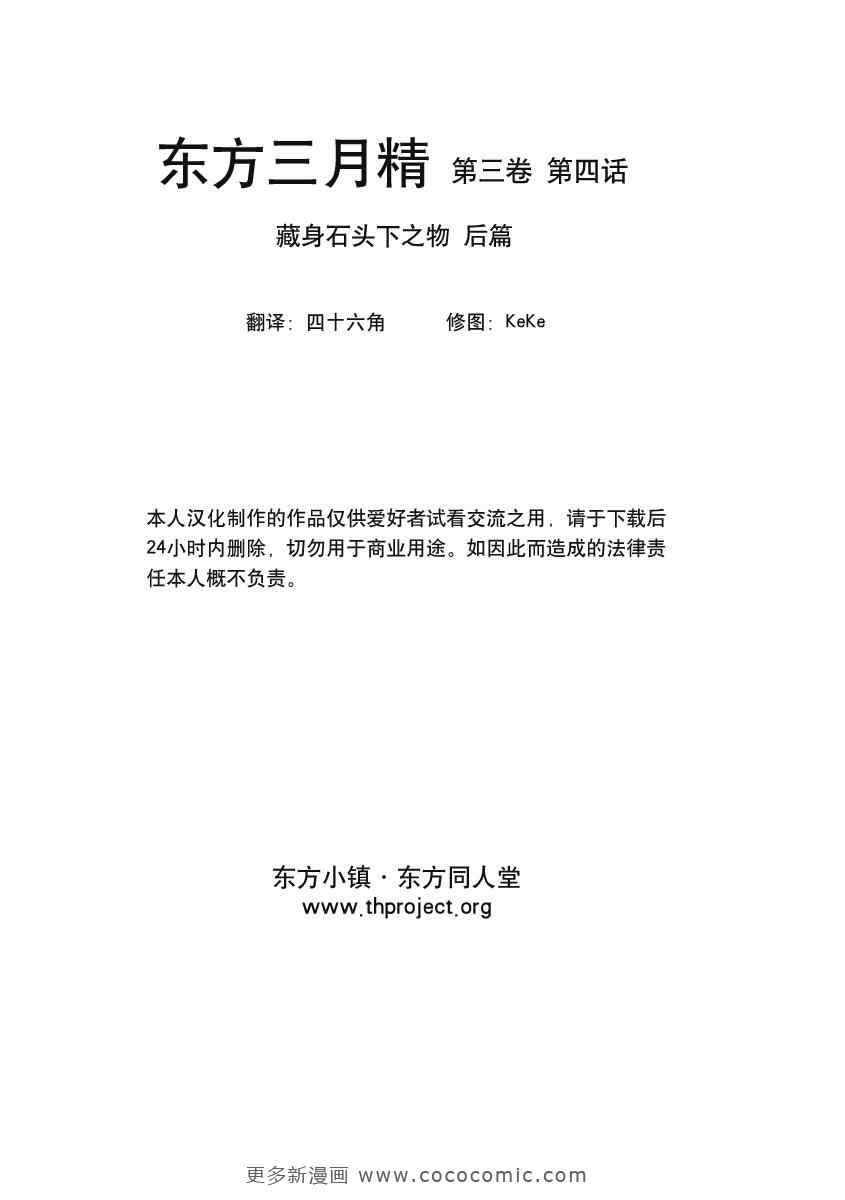 东方三月精 第三卷 第四话
藏身石头下之物 后篇
翻译：四十六角 修图：KeKe
本人汉化制作的作品仅供爱好者试看交流之用，请于下载后
24小时内删除，切勿用于商业用途。如因此而造成的法律责
任本人概不负责。
东方小镇·东方同人堂
www.thproject.org
更多新漫画 www.cococomic.com